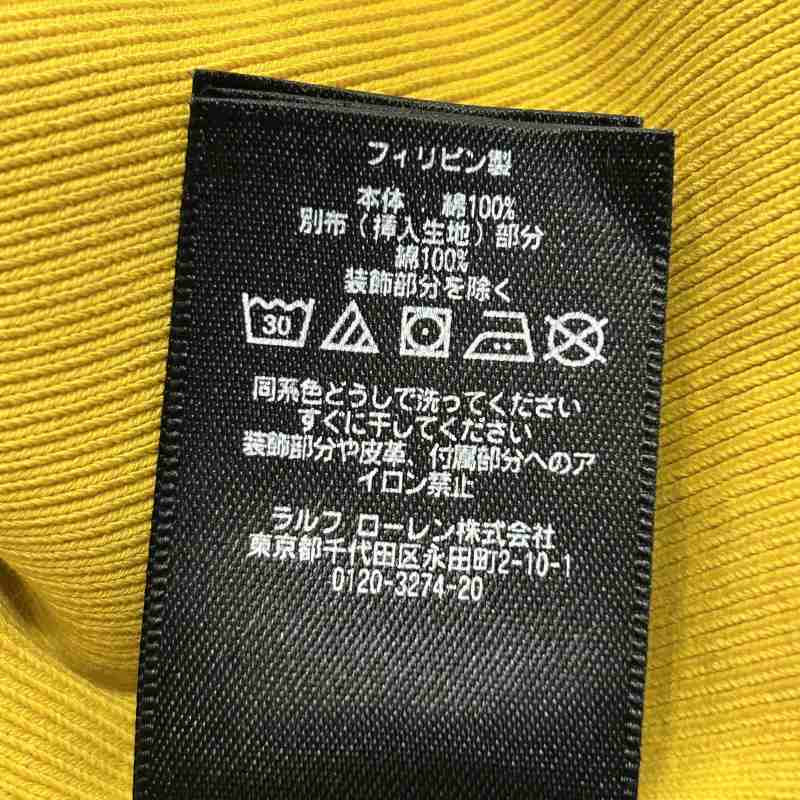 フィリピン製
本体 : 綿100%
別布(挿入生地)部分
綿100%
装飾部分を除く
30
同系色どうしで洗ってください
すぐに干してください
装飾部分や皮革、付属部分へのア
イロン禁止
ラルフ ローレン株式会社
東京都千代田区永田町2-10-1
0120-3274-20